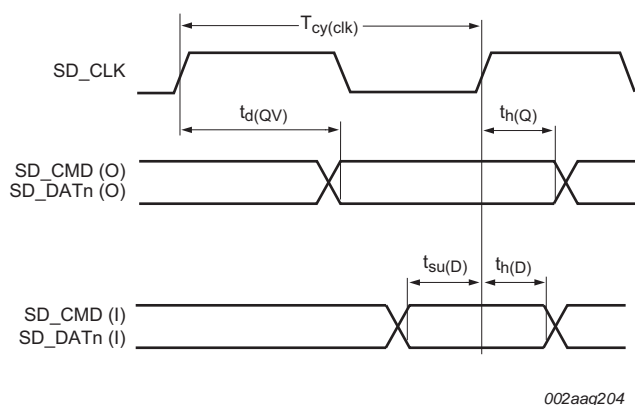 T_cy(clk)
SD_CLK
t_d(QV)
t_h(Q)
SD_CMD (O)
SD_DATn (O)
t_su(D)
t_h(D)
SD_CMD (I)
SD_DATn (I)
002aag204